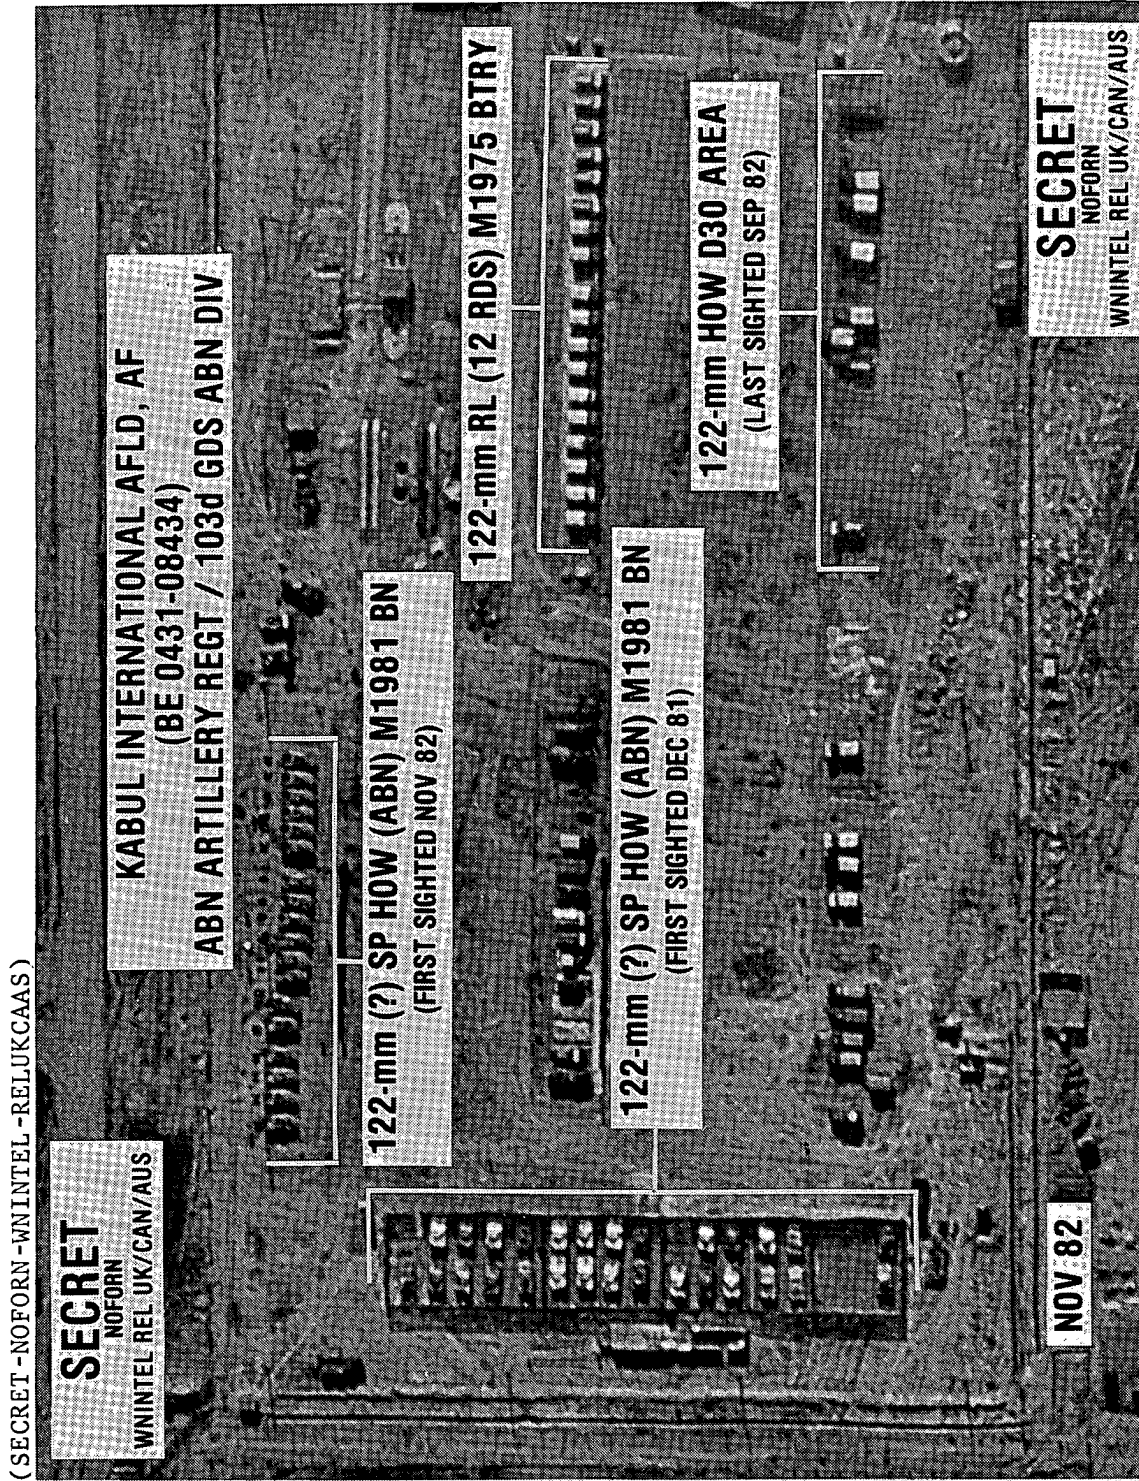 (SECRET-NOFORN-WNINTEL-RELUKCAAS)
SECRET
NOFORN
WNINTEL REL UK/CAN/AUS
KABUL INTERNATIONAL AFLD, AF
(BE 0431-08434)
ABN ARTILLERY REGT / 103d GDS ABN DIV
122-mm (?) SP HOW (ABN) M1981 BN
(FIRST SIGHTED NOV 82)
122-mm RL (12 RDS) M1975 BTRY
122-mm (?) SP HOW (ABN) M1981 BN
(FIRST SIGHTED DEC 81)
122-mm HOW D30 AREA
(LAST SIGHTED SEP 82)
NOV 82
SECRET
NOFORN
WNINTEL REL UK/CAN/AUS